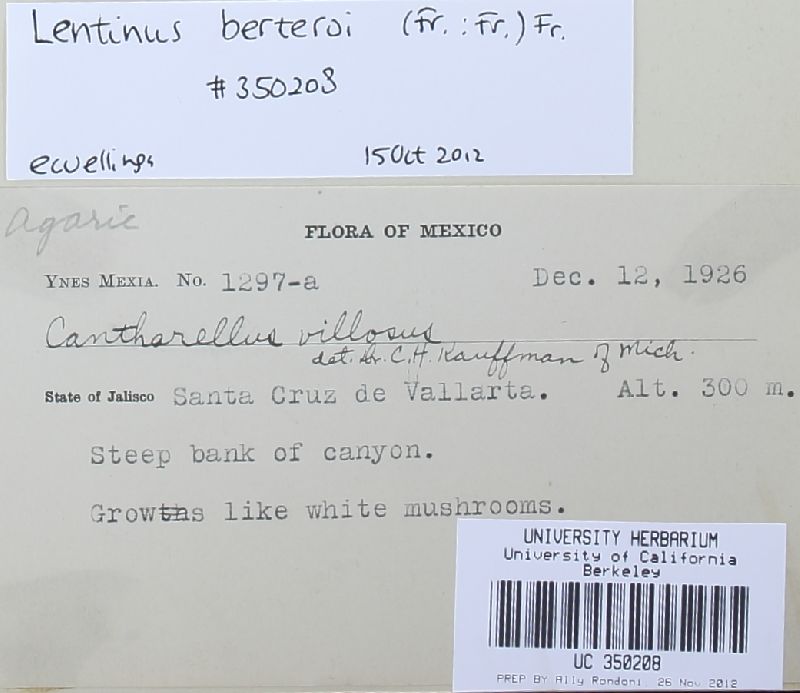 Lentinus berteroi (Fr. : Fr.) Fr.
#350208
ewellings 15 Oct 2012
Agaric
FLORA OF MEXICO
YNES MEXIA. No. 1297-a Dec. 12, 1926
Cantharellus villosus
det. Dr. C.H. Kauffman of Mich.
State of Jalisco Santa Cruz de Vallarta. Alt. 300 m.
Steep bank of canyon.
Growths like white mushrooms.
UNIVERSITY HERBARIUM
University of California
Berkeley
UC 350208
PREP BY Ally Rondoni 26 Nov 2012